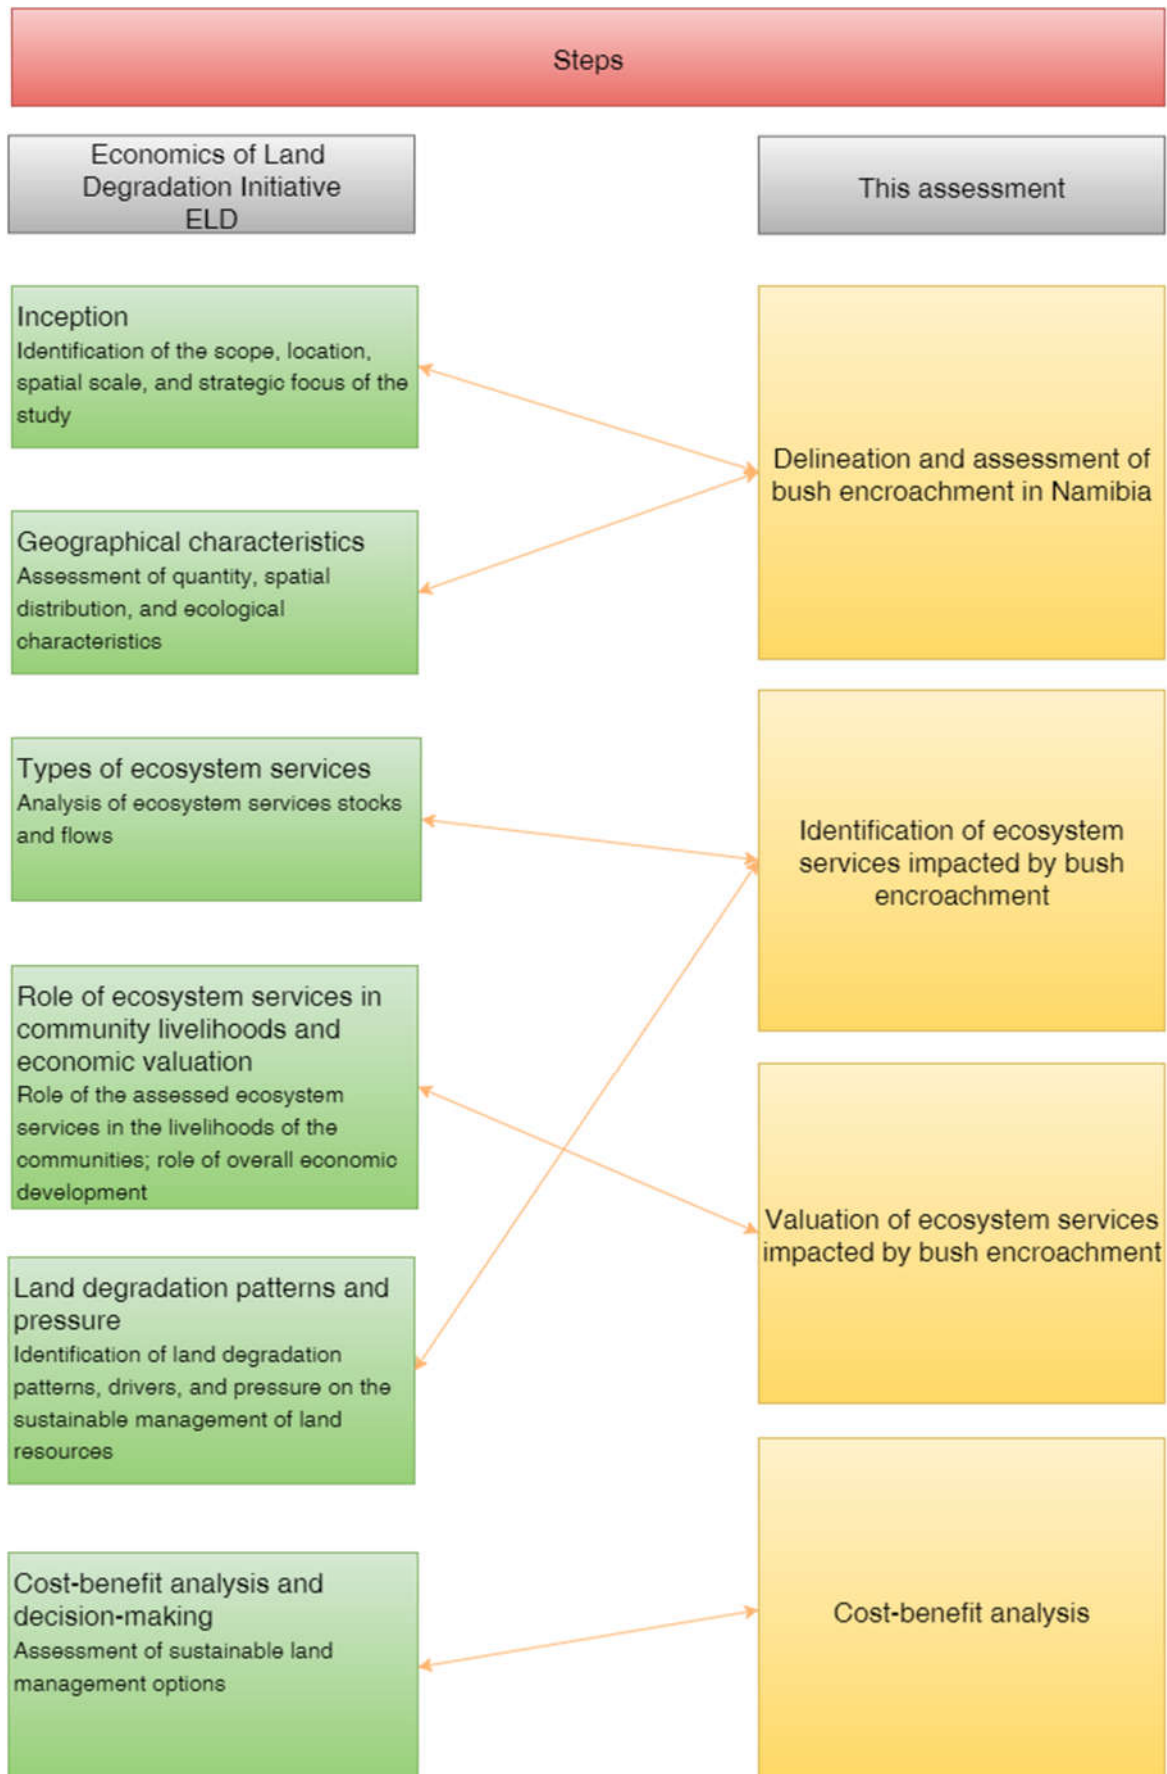 Steps
Economics of Land
Degradation Initiative
ELD
This assessment
Inception
Identification of the scope, location,
spatial scale, and strategic focus of the
study
Geographical characteristics
Assessment of quantity, spatial
distribution, and ecological
characteristics
Delineation and assessment of
bush encroachment in Namibia
Types of ecosystem services
Analysis of ecosystem services stocks
and flows
Identification of ecosystem
services impacted by bush
encroachment
Role of ecosystem services in
community livelihoods and
economic valuation
Role of the assessed ecosystem
services in the livelihoods of the
communities; role of overall economic
development
Valuation of ecosystem services
impacted by bush encroachment
Land degradation patterns and
pressure
Identification of land degradation
patterns, drivers, and pressure on the
sustainable management of land
resources
Cost-benefit analysis and
decision-making
Assessment of sustainable land
management options
Cost-benefit analysis